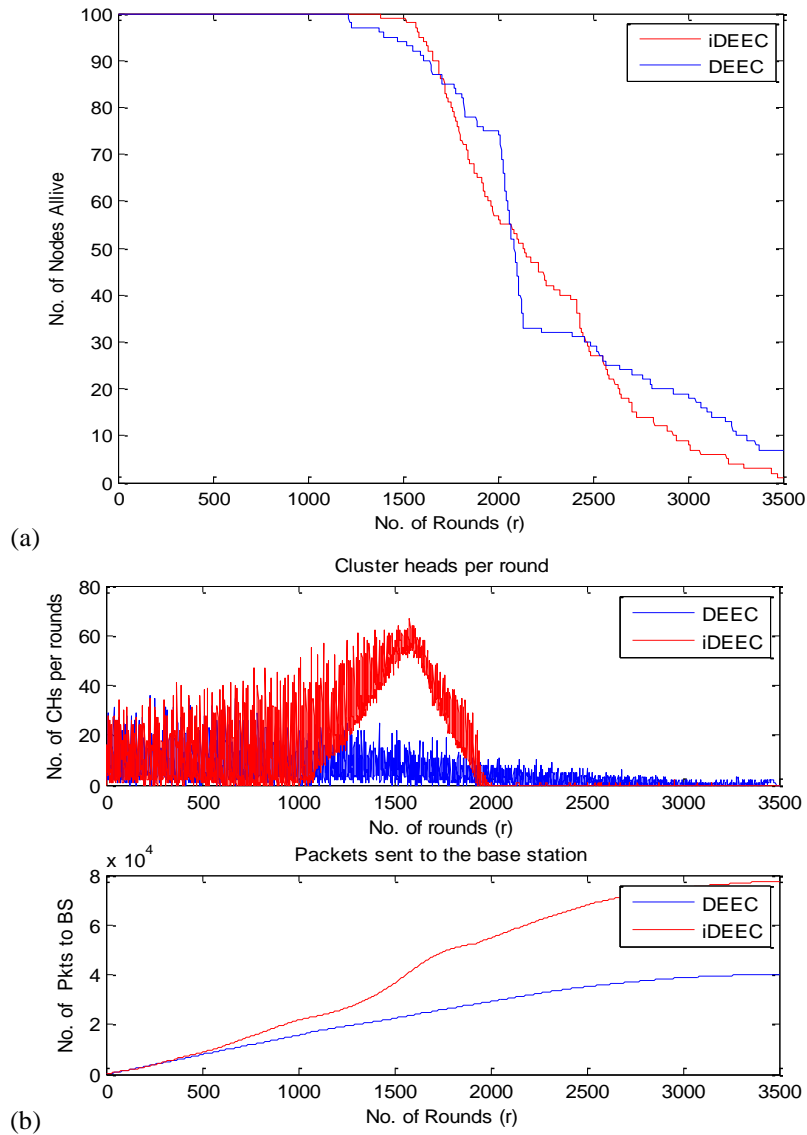 100
90
80
70
60
50
40
30
20
10
0
No. of Nodes Allive
iDEEC
DEEC
0 500 1000 1500 2000 2500 3000 3500
No. of Rounds (r)
(a)
Cluster heads per round
80
60
40
20
0
No. of CHs per rounds
DEEC
iDEEC
0 500 1000 1500 2000 2500 3000 3500
No. of rounds (r)
x 10^4
Packets sent to the base station
8
6
4
2
0
No. of Pkts to BS
DEEC
iDEEC
0 500 1000 1500 2000 2500 3000 3500
No. of Rounds (r)
(b)